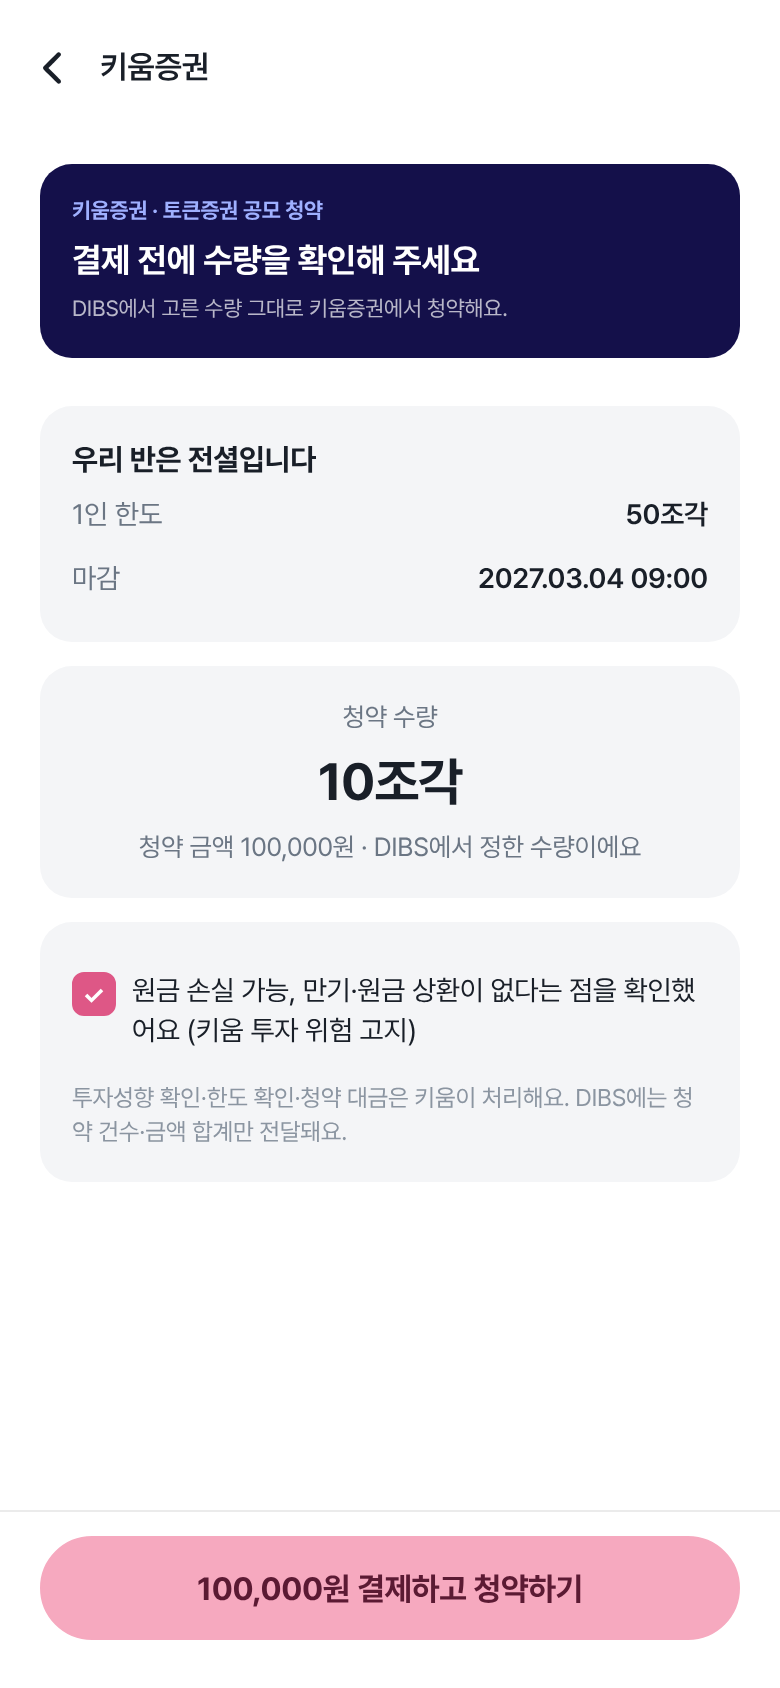 키움증권
키움증권 · 토큰증권 공모 청약
결제 전에 수량을 확인해 주세요
DIBS에서 고른 수량 그대로 키움증권에서 청약해요.
우리 반은 전셜입니다
1인 한도 50조각
마감 2027.03.04 09:00
청약 수량
10조각
청약 금액 100,000원 · DIBS에서 정한 수량이에요
원금 손실 가능, 만기·원금 상환이 없다는 점을 확인했
어요 (키움 투자 위험 고지)
투자성향 확인·한도 확인·청약 대금은 키움이 처리해요. DIBS에는 청
약 건수·금액 합계만 전달돼요.
100,000원 결제하고 청약하기